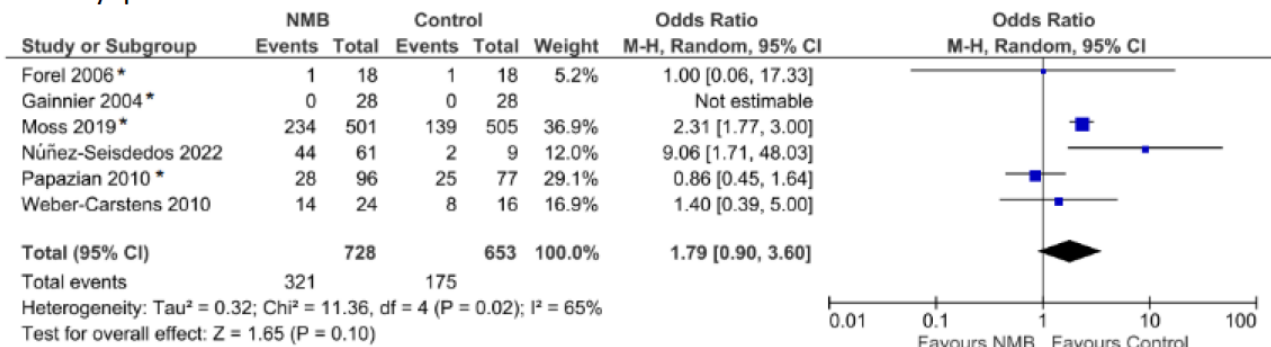 NMB Control Odds Ratio Odds Ratio
Study or Subgroup Events Total Events Total Weight M-H, Random, 95% CI M-H, Random, 95% CI
Forel 2006* 1 18 1 18 5.2% 1.00 [0.06, 17.33]
Gainnier 2004* 0 28 0 28 Not estimable
Moss 2019* 234 501 139 505 36.9% 2.31 [1.77, 3.00]
Núñez-Seisdedos 2022 44 61 2 9 12.0% 9.06 [1.71, 48.03]
Papazian 2010 * 28 96 25 77 29.1% 0.86 [0.45, 1.64]
Weber-Carstens 2010 14 24 8 16 16.9% 1.40 [0.39, 5.00]
Total (95% CI) 728 653 100.0% 1.79 [0.90, 3.60]
Total events 321 175
Heterogeneity: Tau² = 0.32; Chi² = 11.36, df = 4 (P = 0.02); I² = 65%
Test for overall effect: Z = 1.65 (P = 0.10)
0.01 0.1 1 10 100
Favours NMB Favours Control